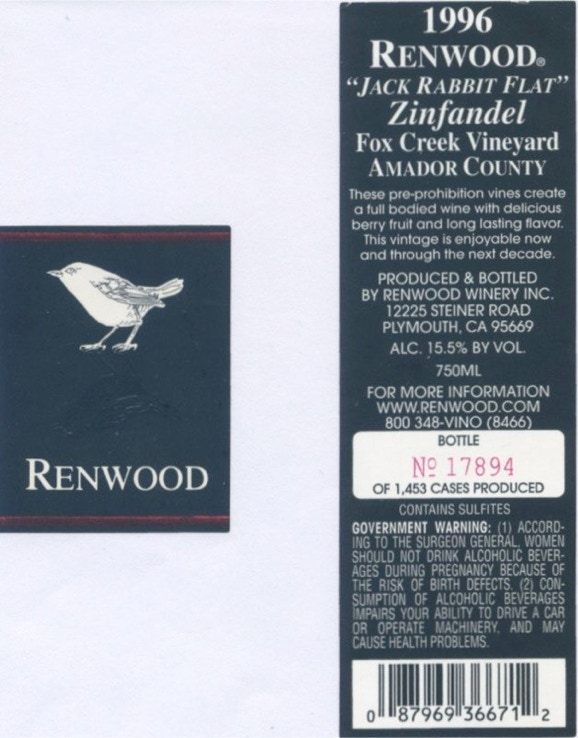 RENWOOD
1996
RENWOOD®
"JACK RABBIT FLAT"
Zinfandel
Fox Creek Vineyard
AMADOR COUNTY
These pre-prohibition vines create
a full bodied wine with delicious
berry fruit and long lasting flavor.
This vintage is enjoyable now
and through the next decade.
PRODUCED & BOTTLED
BY RENWOOD WINERY INC.
12225 STEINER ROAD
PLYMOUTH, CA 95669
ALC. 15.5% BY VOL.
750ML
FOR MORE INFORMATION
WWW.RENWOOD.COM
800 348-VINO (8466)
BOTTLE
Nº 17894
OF 1,453 CASES PRODUCED
CONTAINS SULFITES
GOVERNMENT WARNING: (1) ACCORD-
ING TO THE SURGEON GENERAL, WOMEN
SHOULD NOT DRINK ALCOHOLIC BEVER-
AGES DURING PREGNANCY BECAUSE OF
THE RISK OF BIRTH DEFECTS. (2) CON-
SUMPTION OF ALCOHOLIC BEVERAGES
IMPAIRS YOUR ABILITY TO DRIVE A CAR
OR OPERATE MACHINERY, AND MAY
CAUSE HEALTH PROBLEMS.
0 87969 36671 2